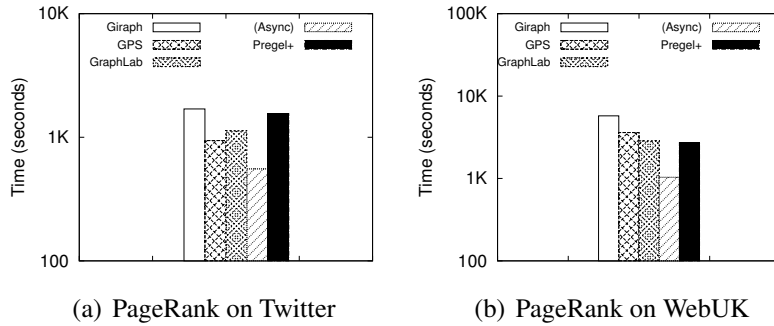 10K
1K
100
Time (seconds)
Giraph
GPS
GraphLab
(Async)
Pregel+
(a) PageRank on Twitter
100K
10K
1K
100
Time (seconds)
Giraph
GPS
GraphLab
(Async)
Pregel+
(b) PageRank on WebUK